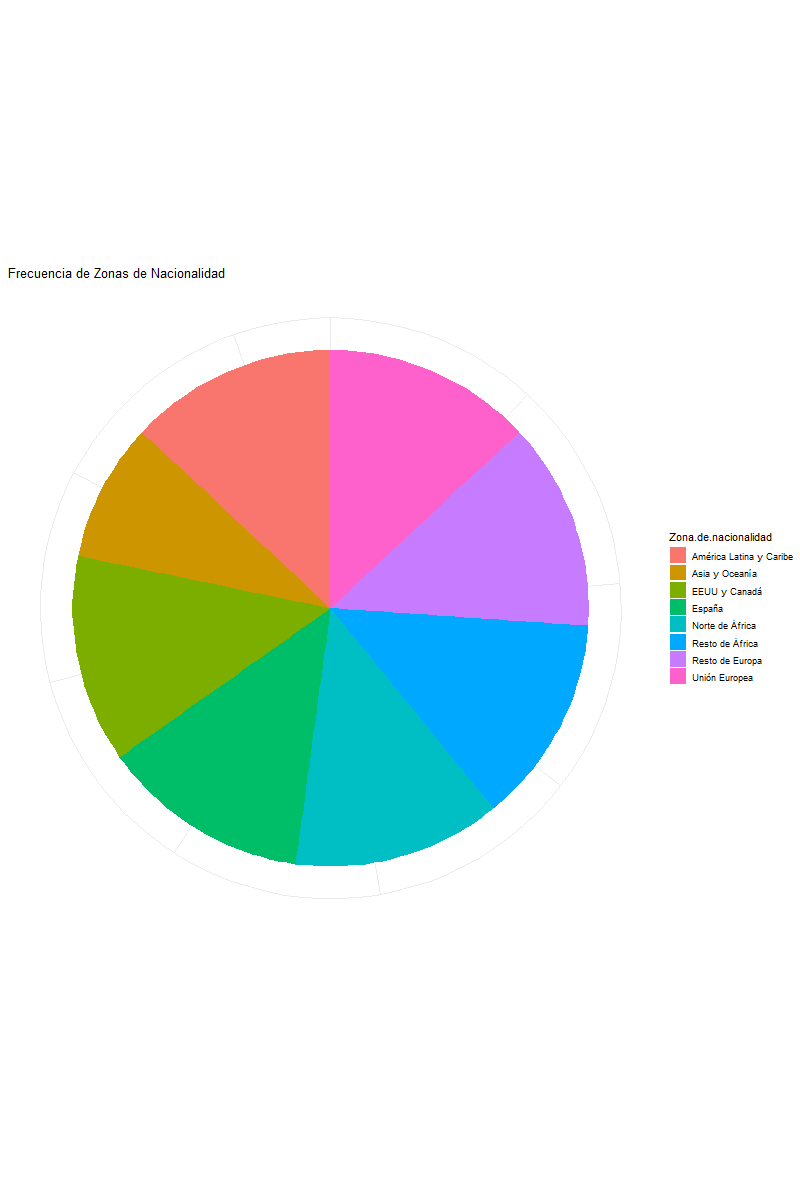 Frecuencia de Zonas de Nacionalidad
Zona.de.nacionalidad
América Latina y Caribe
Asia y Oceanía
EEUU y Canadá
España
Norte de África
Resto de África
Resto de Europa
Unión Europea